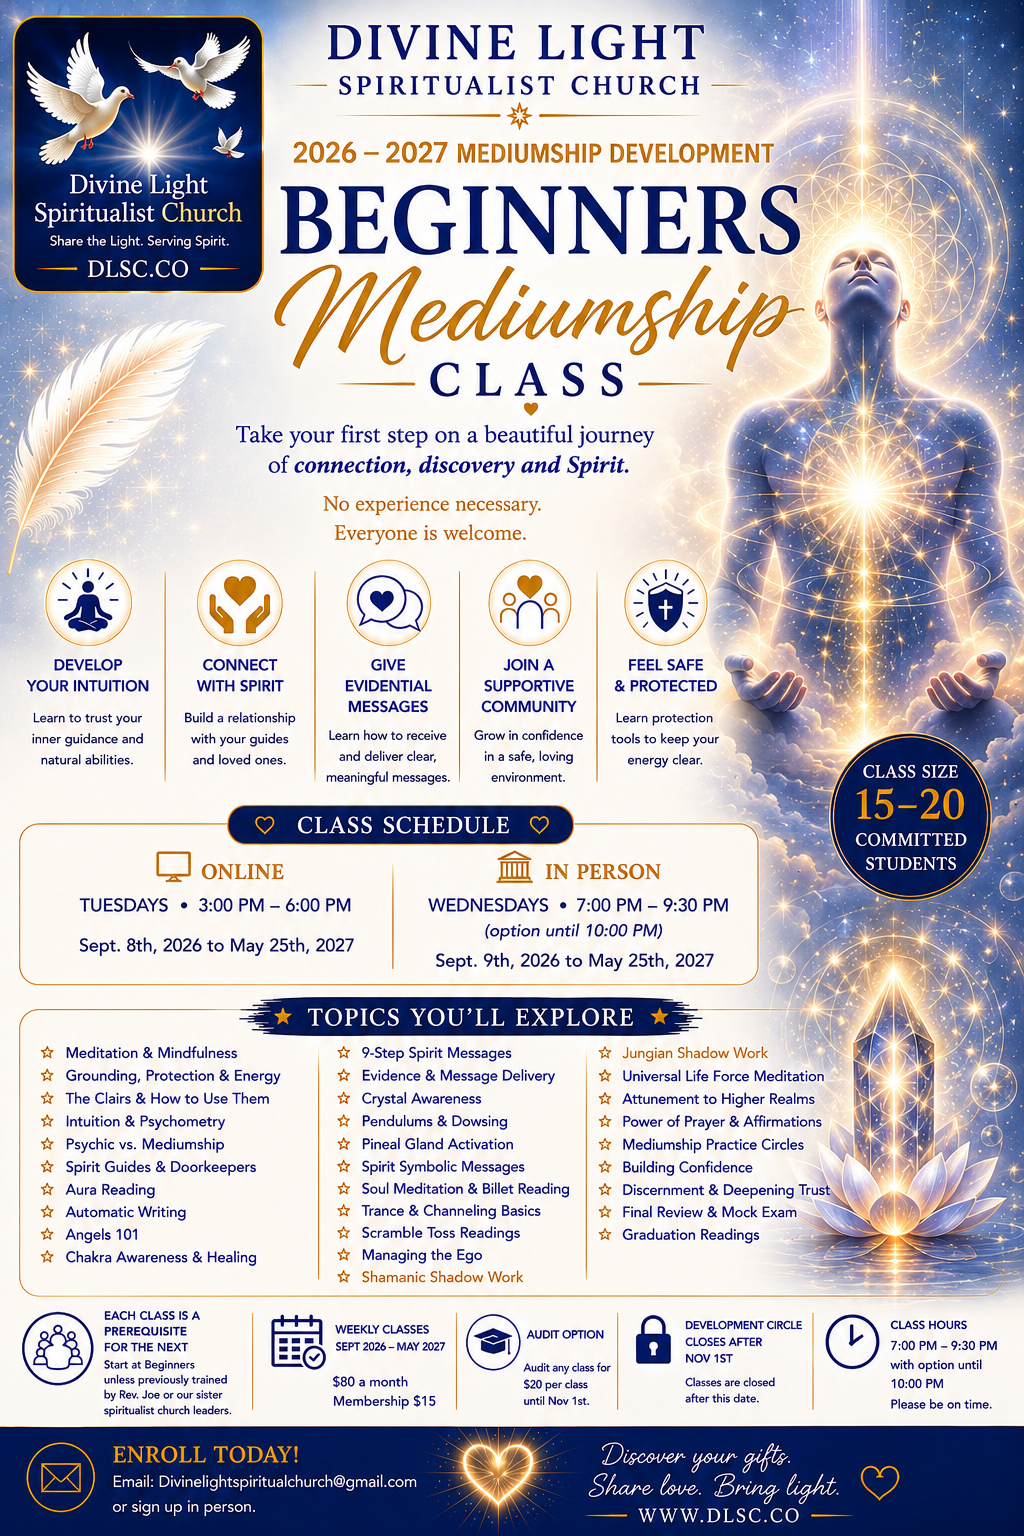 Divine Light
Spiritualist Church
Share the Light. Serving Spirit.
DLSC.CO
DIVINE LIGHT
SPIRITUALIST CHURCH
2026 – 2027 MEDIUMSHIP DEVELOPMENT
BEGINNERS
Mediumship
CLASS
Take your first step on a beautiful journey
of connection, discovery and Spirit.
No experience necessary.
Everyone is welcome.
DEVELOP
YOUR INTUITION
Learn to trust your
inner guidance and
natural abilities.
CONNECT
WITH SPIRIT
Build a relationship
with your guides
and loved ones.
GIVE
EVIDENTIAL
MESSAGES
Learn how to receive
and deliver clear,
meaningful messages.
JOIN A
SUPPORTIVE
COMMUNITY
Grow in confidence
in a safe, loving
environment.
FEEL SAFE
& PROTECTED
Learn protection
tools to keep your
energy clear.
CLASS SIZE
15–20
COMMITTED
STUDENTS
CLASS SCHEDULE
ONLINE
TUESDAYS • 3:00 PM – 6:00 PM
Sept. 8th, 2026 to May 25th, 2027
IN PERSON
WEDNESDAYS • 7:00 PM – 9:30 PM
(option until 10:00 PM)
Sept. 9th, 2026 to May 25th, 2027
TOPICS YOU'LL EXPLORE
Meditation & Mindfulness
Grounding, Protection & Energy
The Clairs & How to Use Them
Intuition & Psychometry
Psychic vs. Mediumship
Spirit Guides & Doorkeepers
Aura Reading
Automatic Writing
Angels 101
Chakra Awareness & Healing
9-Step Spirit Messages
Evidence & Message Delivery
Crystal Awareness
Pendulums & Dowsing
Pineal Gland Activation
Spirit Symbolic Messages
Soul Meditation & Billet Reading
Trance & Channeling Basics
Scramble Toss Readings
Managing the Ego
Shamanic Shadow Work
Jungian Shadow Work
Universal Life Force Meditation
Attunement to Higher Realms
Power of Prayer & Affirmations
Mediumship Practice Circles
Building Confidence
Discernment & Deepening Trust
Final Review & Mock Exam
Graduation Readings
EACH CLASS IS A
PREREQUISITE
FOR THE NEXT
Start at Beginners
unless previously trained
by Rev. Joe or our sister
spiritualist church leaders.
WEEKLY CLASSES
SEPT 2026 – MAY 2027
$80 a month
Membership $15
AUDIT OPTION
Audit any class for
$20 per class
until Nov 1st.
DEVELOPMENT CIRCLE
CLOSES AFTER
NOV 1ST
Classes are closed
after this date.
CLASS HOURS
7:00 PM – 9:30 PM
with option until
10:00 PM
Please be on time.
ENROLL TODAY!
Email: Divinelightspiritualchurch@gmail.com
or sign up in person.
Discover your gifts.
Share love. Bring light.
WWW.DLSC.CO